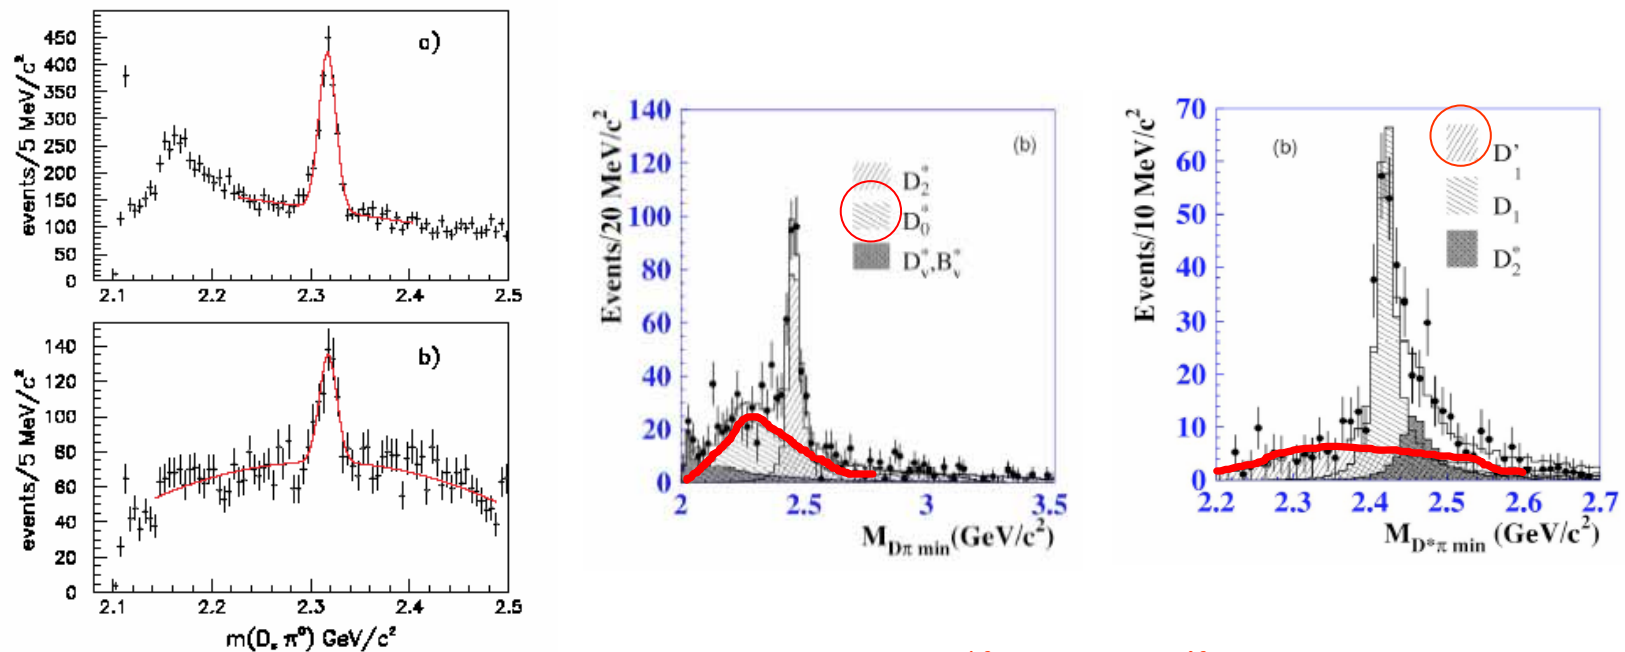 a)
events/5 MeV/c²
450
400
350
300
250
200
150
100
50
0
2.1 2.2 2.3 2.4 2.5
b)
events/5 MeV/c²
140
120
100
80
60
40
20
0
2.1 2.2 2.3 2.4 2.5
m(Dₛ π⁰) GeV/c²
Events/20 MeV/c²
140
120
100
80
60
40
20
0
(b)
D₂*
D₀*
Dᵥ*,Bᵥ*
2 2.5 3 3.5
M Dπ min (GeV/c²)
Events/10 MeV/c²
70
60
50
40
30
20
10
0
(b)
D'₁
D₁
D₂*
2.2 2.3 2.4 2.5 2.6 2.7
M D*π min (GeV/c²)